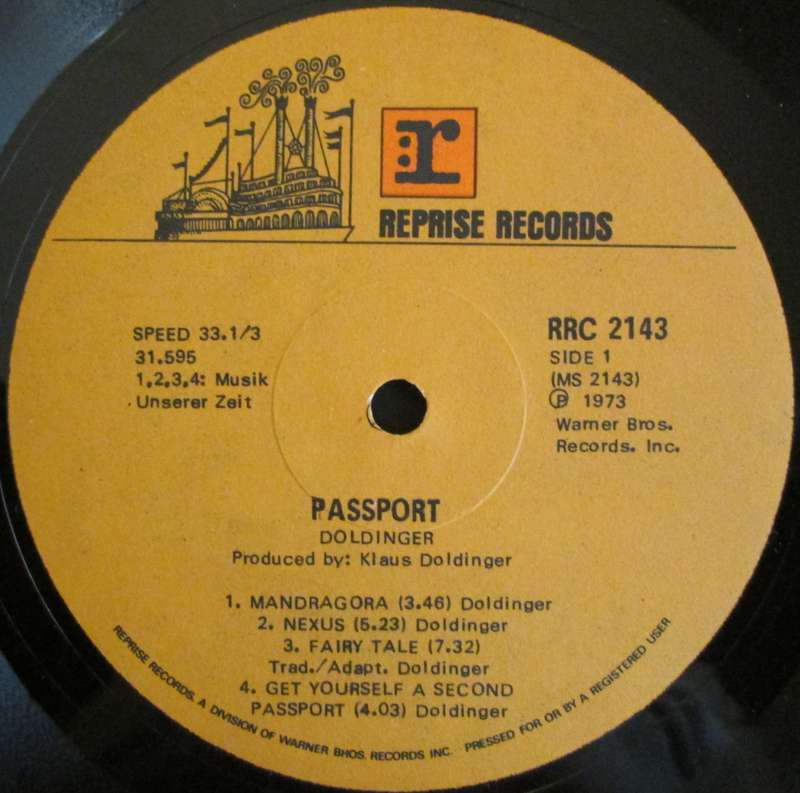 :r
REPRISE RECORDS
SPEED 33.1/3
31.595
1,2,3,4: Musik
Unserer Zeit
RRC 2143
SIDE 1
(MS 2143)
Ⓟ 1973
Warner Bros.
Records. Inc.
PASSPORT
DOLDINGER
Produced by: Klaus Doldinger
1. MANDRAGORA (3.46) Doldinger
2. NEXUS (5.23) Doldinger
3. FAIRY TALE (7.32)
Trad./Adapt. Doldinger
4. GET YOURSELF A SECOND
PASSPORT (4.03) Doldinger
REPRISE RECORDS, A DIVISION OF WARNER BROS. RECORDS INC. PRESSED FOR OR BY A REGISTERED USER